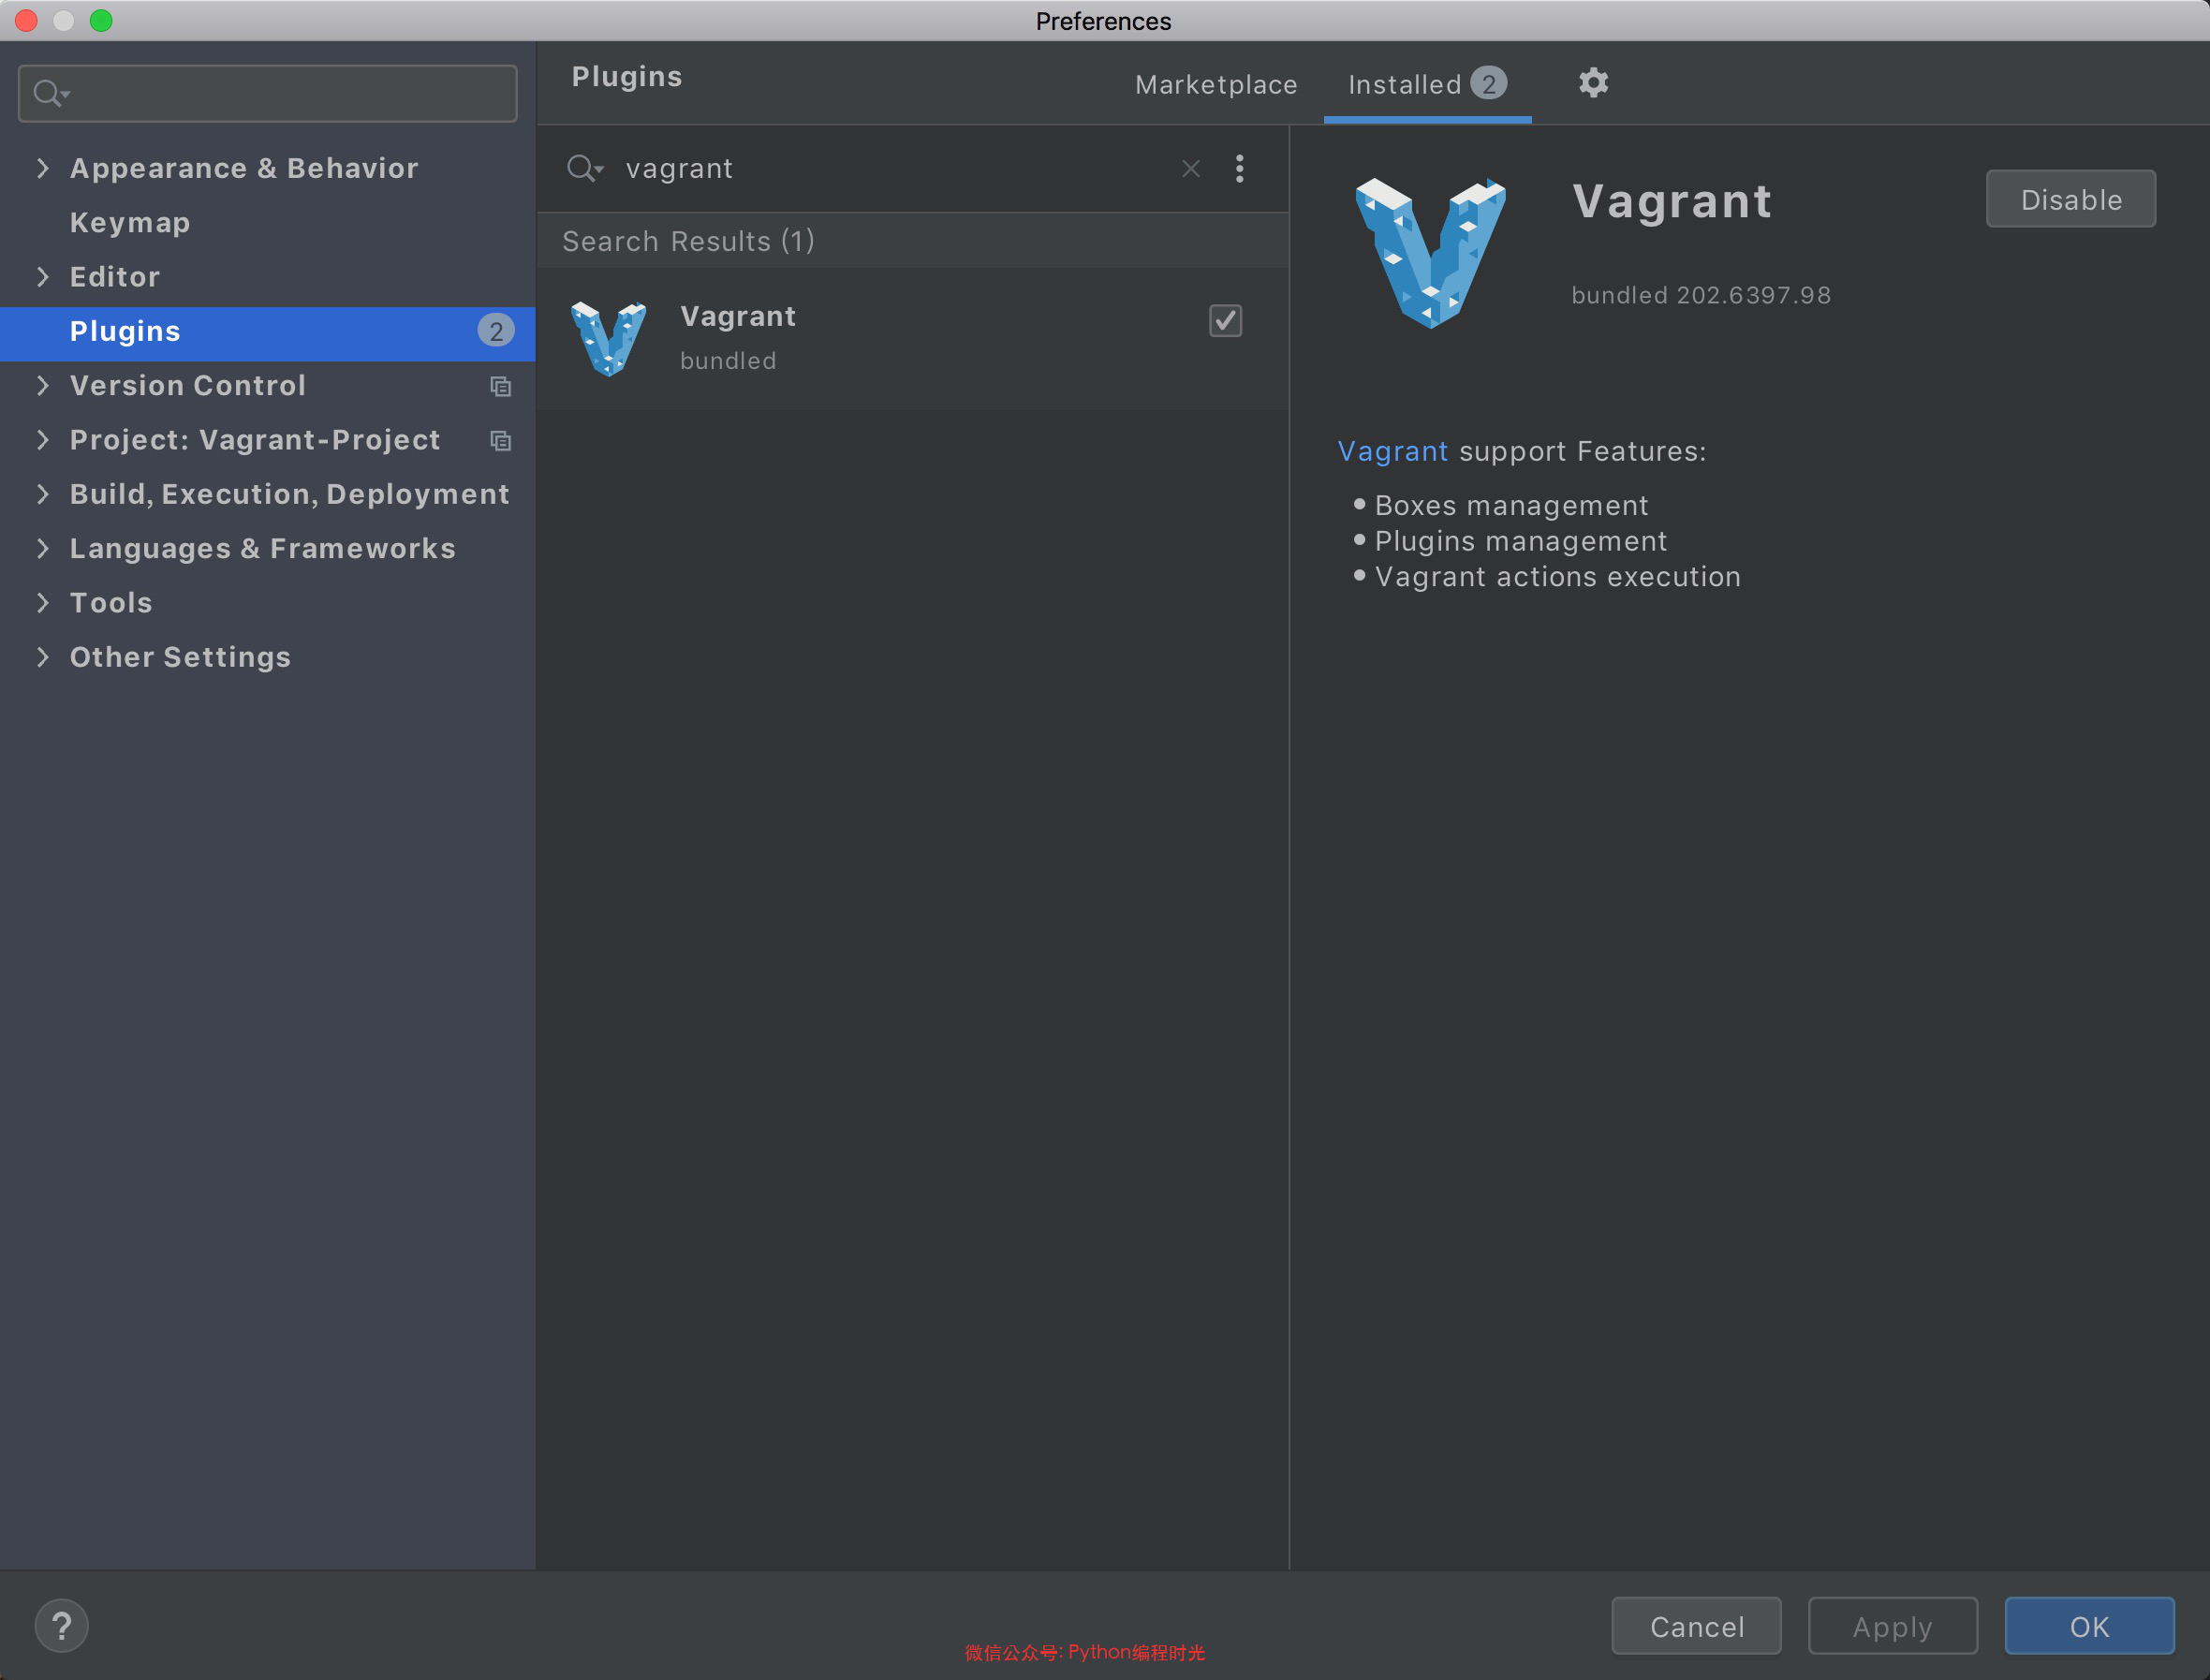 Preferences
Plugins
Marketplace
Installed 2
Appearance & Behavior
Keymap
Editor
Plugins 2
Version Control
Project: Vagrant-Project
Build, Execution, Deployment
Languages & Frameworks
Tools
Other Settings
vagrant
Search Results (1)
Vagrant
bundled
Vagrant
Disable
bundled 202.6397.98
Vagrant support Features:
• Boxes management
• Plugins management
• Vagrant actions execution
?
Cancel
Apply
OK
微信公众号: Python编程时光